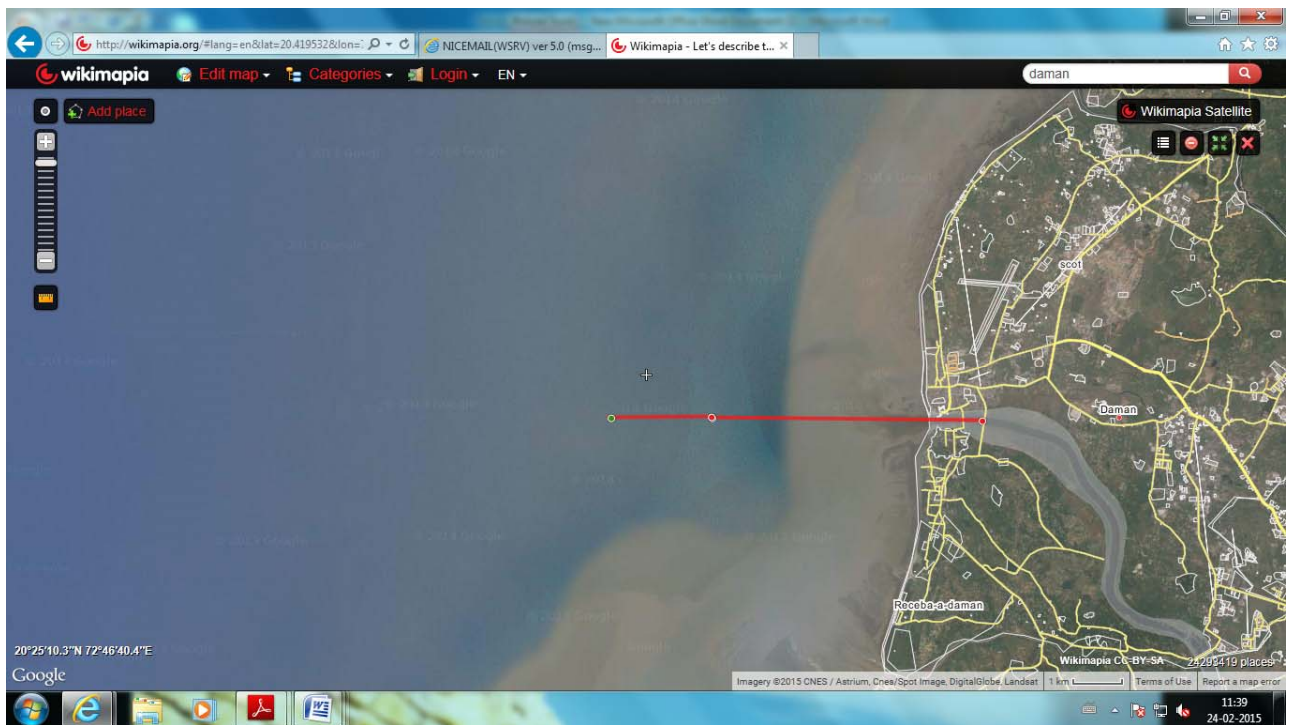 http://wikimapia.org/#lang=en&lat=20.419532&lon=
NICEMAIL(WSRV) ver 5.0 (msg...
Wikimapia - Let's describe t...
wikimapia
Edit map
Categories
Login
EN
daman
Add place
Wikimapia Satellite
scot
Daman
Receba-a-daman
20°25'10.3"N 72°46'40.4"E
Wikimapia CC-BY-SA
24293419 places
Google
Imagery ©2015 CNES / Astrium, Cnes/Spot Image, DigitalGlobe, Landsat
1 km
Terms of Use
Report a map error
11:39
24-02-2015